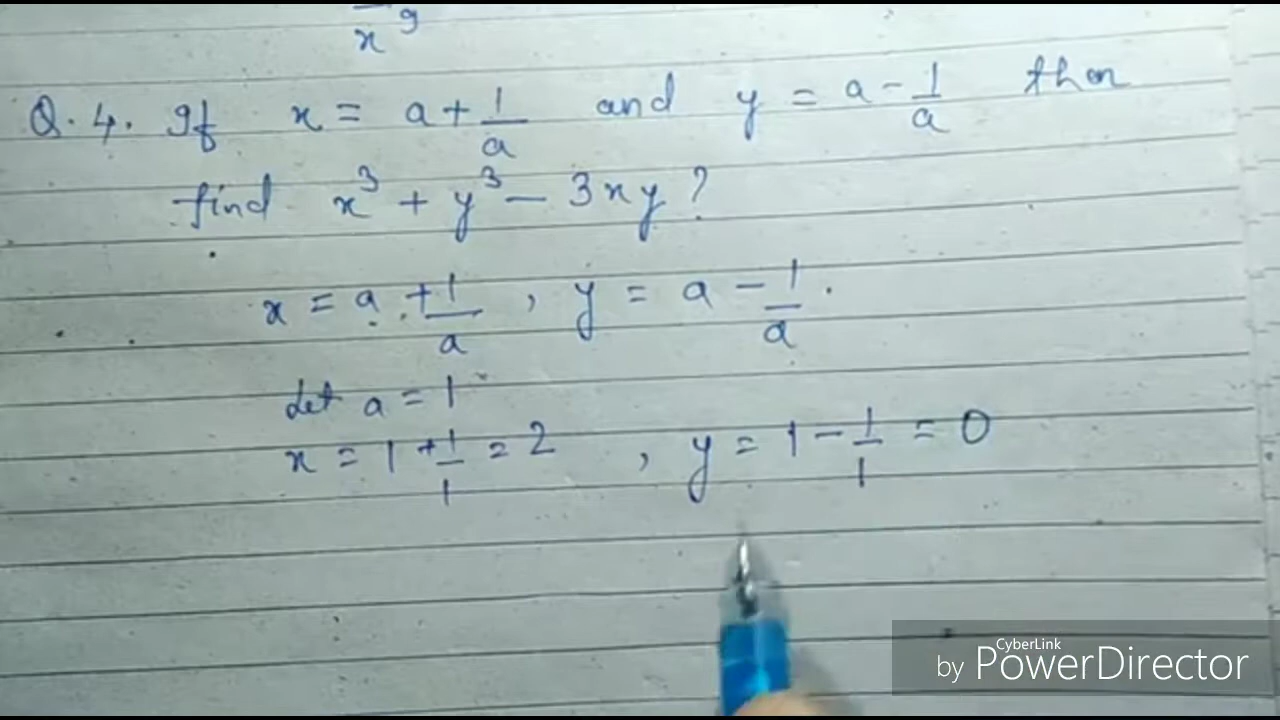 x⁹
Q.4. If x = a + 1/a and y = a - 1/a then
find x³ + y³ - 3xy?
x = a + 1/a , y = a - 1/a .
Let a = 1
x = 1 + 1/1 = 2 , y = 1 - 1/1 = 0
CyberLink
by PowerDirector